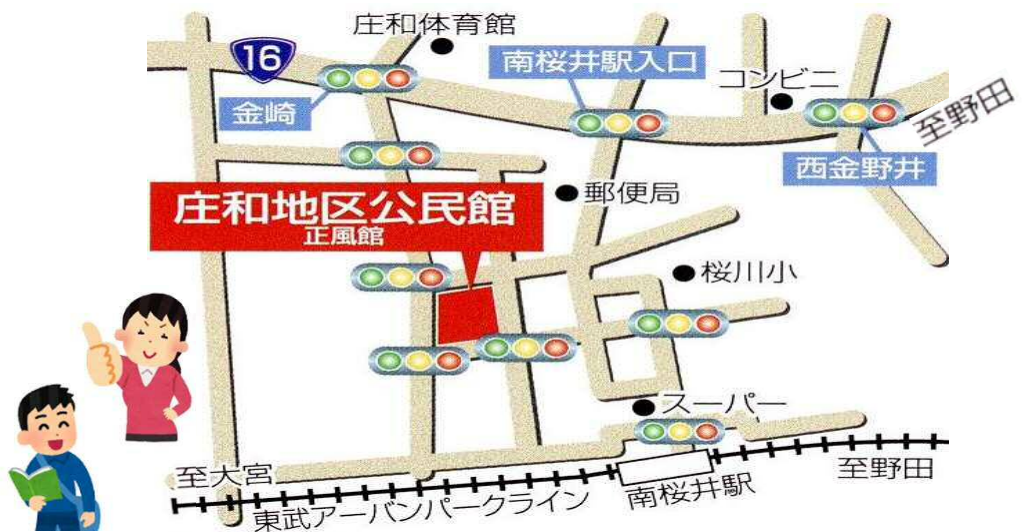 庄和体育館
16
南桜井駅入口
コンビニ
金崎
至野田
西金野井
庄和地区公民館
正風館
郵便局
桜川小
スーパー
至大宮
東武アーバンパークライン
南桜井駅
至野田